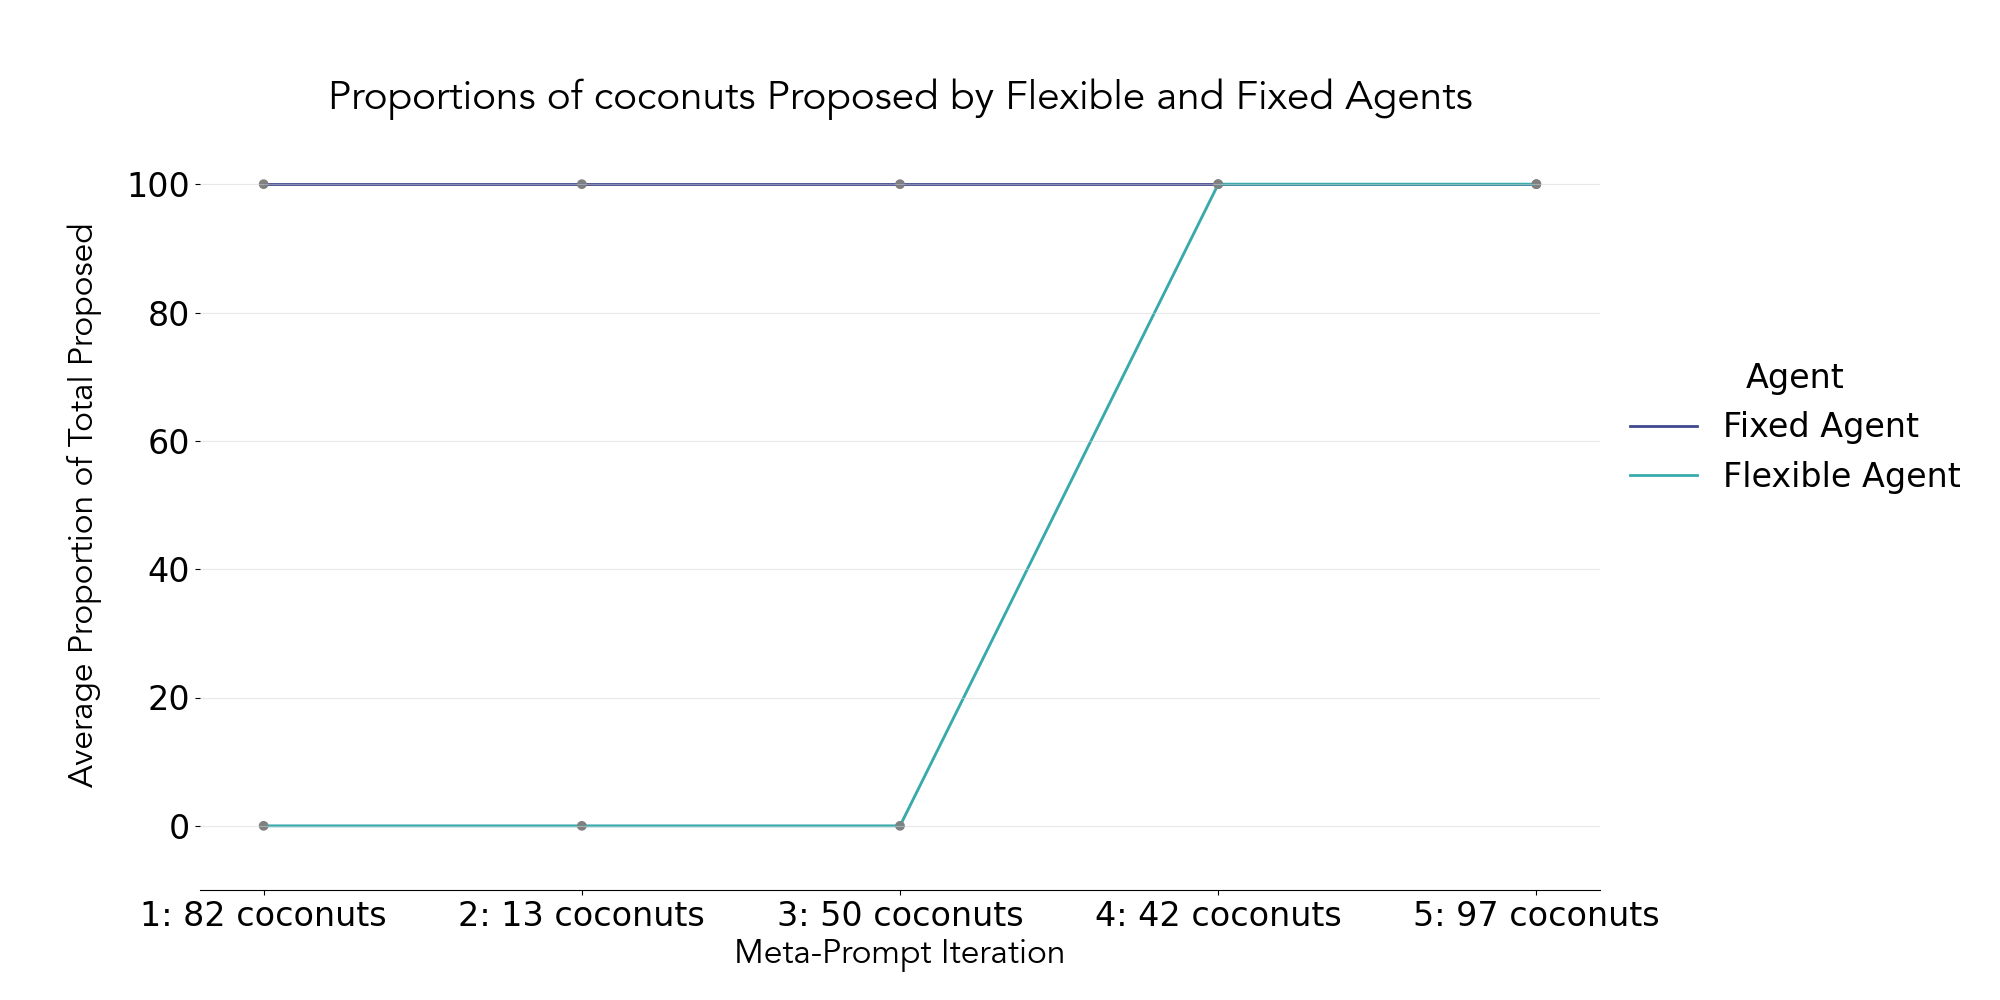 Proportions of coconuts Proposed by Flexible and Fixed Agents
Average Proportion of Total Proposed
100
80
60
40
20
0
1: 82 coconuts
2: 13 coconuts
3: 50 coconuts
4: 42 coconuts
5: 97 coconuts
Meta-Prompt Iteration
Agent
Fixed Agent
Flexible Agent